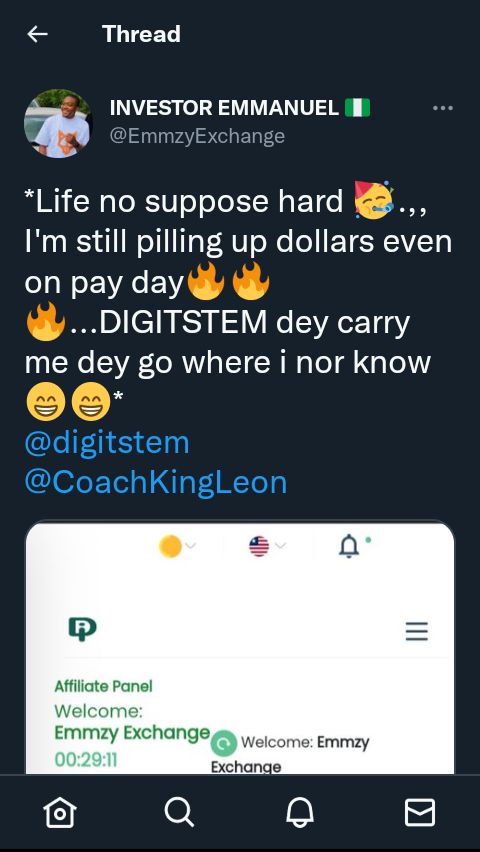 Thread
INVESTOR EMMANUEL 🇳🇬
@EmmzyExchange
*Life no suppose hard 🥳.,,
I'm still pilling up dollars even
on pay day🔥🔥
🔥...DIGITSTEM dey carry
me dey go where i nor know
😁😁*
@digitstem
@CoachKingLeon
Affiliate Panel
Welcome:
Emmzy Exchange
00:29:11
Welcome: Emmzy
Exchange